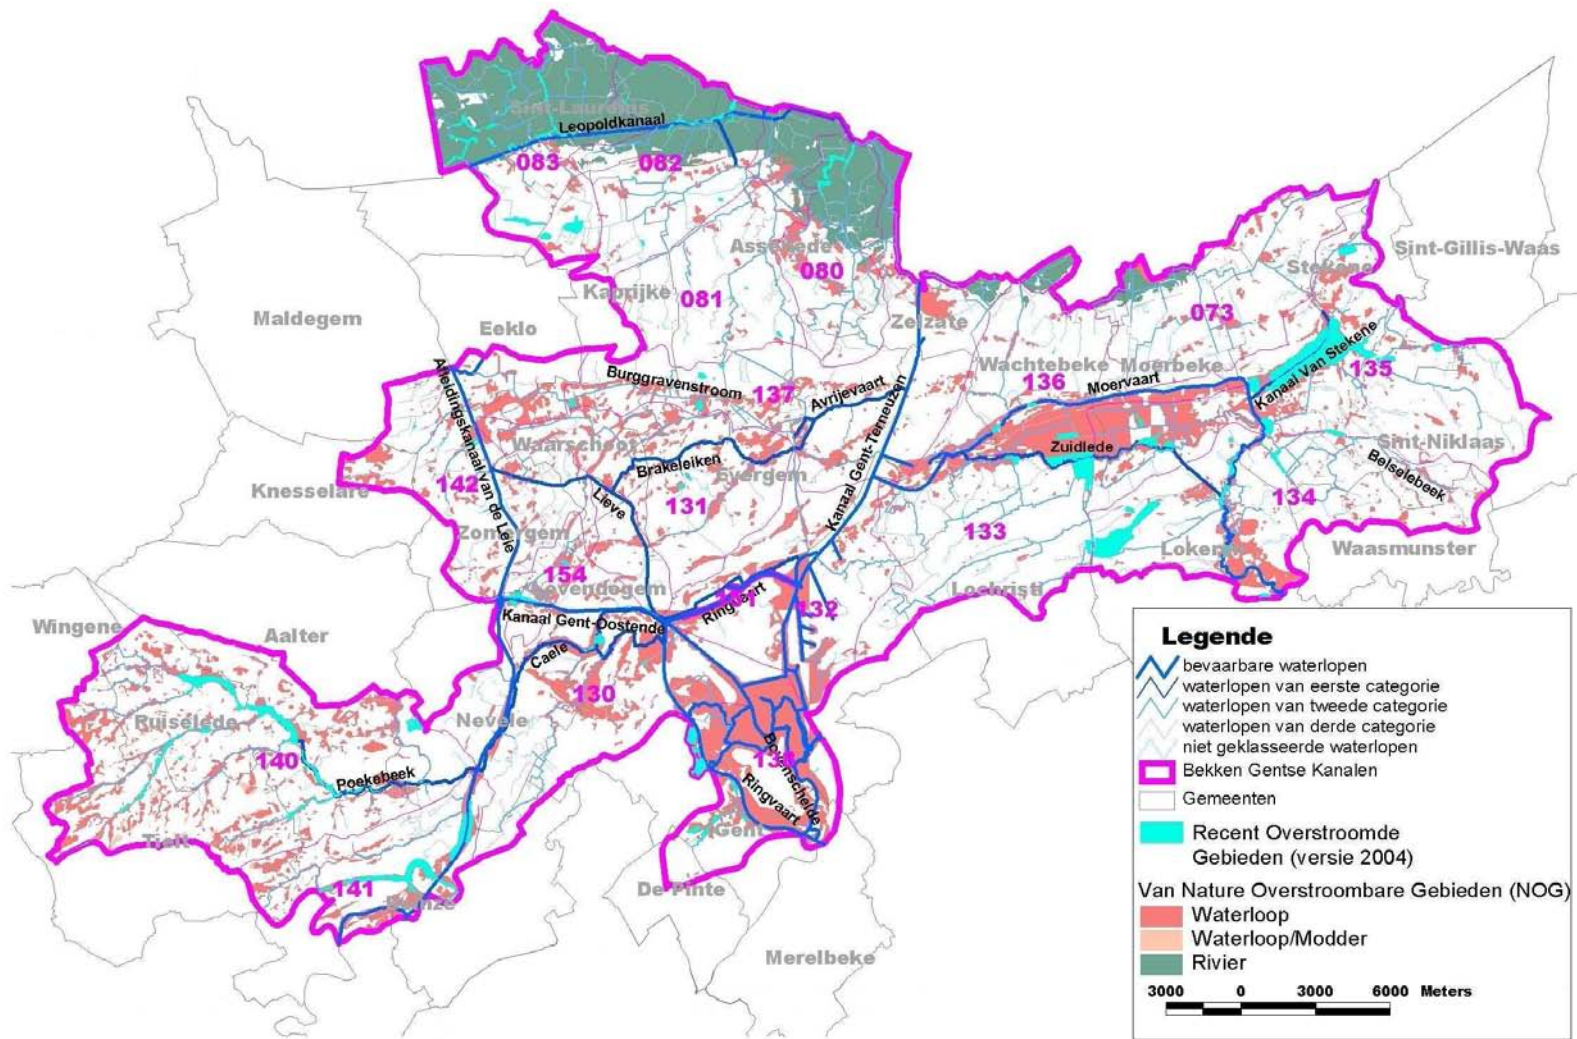 Sint-Laureins
Leopoldkanaal
083
082
Assenede
080
Sint-Gillis-Waas
Stekene
Kaprijke
081
073
Maldegem
Eeklo
Zelzate
Wachtebeke
Moerbeke
136
Moervaart
Kanaal Van Stekene
135
Burggravenstroom
137
Avrijevaart
Afleidingskanaal van de Leie
Kanaal Gent-Terneuzen
Waarschoot
Zuidlede
Sint-Niklaas
Brakeleiken
Evergem
Belselebeek
Knesselare
142
Lieve
131
134
Zomergem
133
Lokeren
Waasmunster
154
Lovendegem
Lochristi
Ringvaart
132
Kanaal Gent-Oostende
Wingene
Aalter
Caele
130
Ruiselede
Nevele
140
Poekebeek
Bovenschelde
Ringvaart
Tielt
Gent
141
Deinze
De Pinte
Merelbeke
Legende
bevaarbare waterlopen
waterlopen van eerste categorie
waterlopen van tweede categorie
waterlopen van derde categorie
niet geklasseerde waterlopen
Bekken Gentse Kanalen
Gemeenten
Recent Overstroomde
Gebieden (versie 2004)
Van Nature Overstroombare Gebieden (NOG)
Waterloop
Waterloop/Modder
Rivier
3000 0 3000 6000 Meters